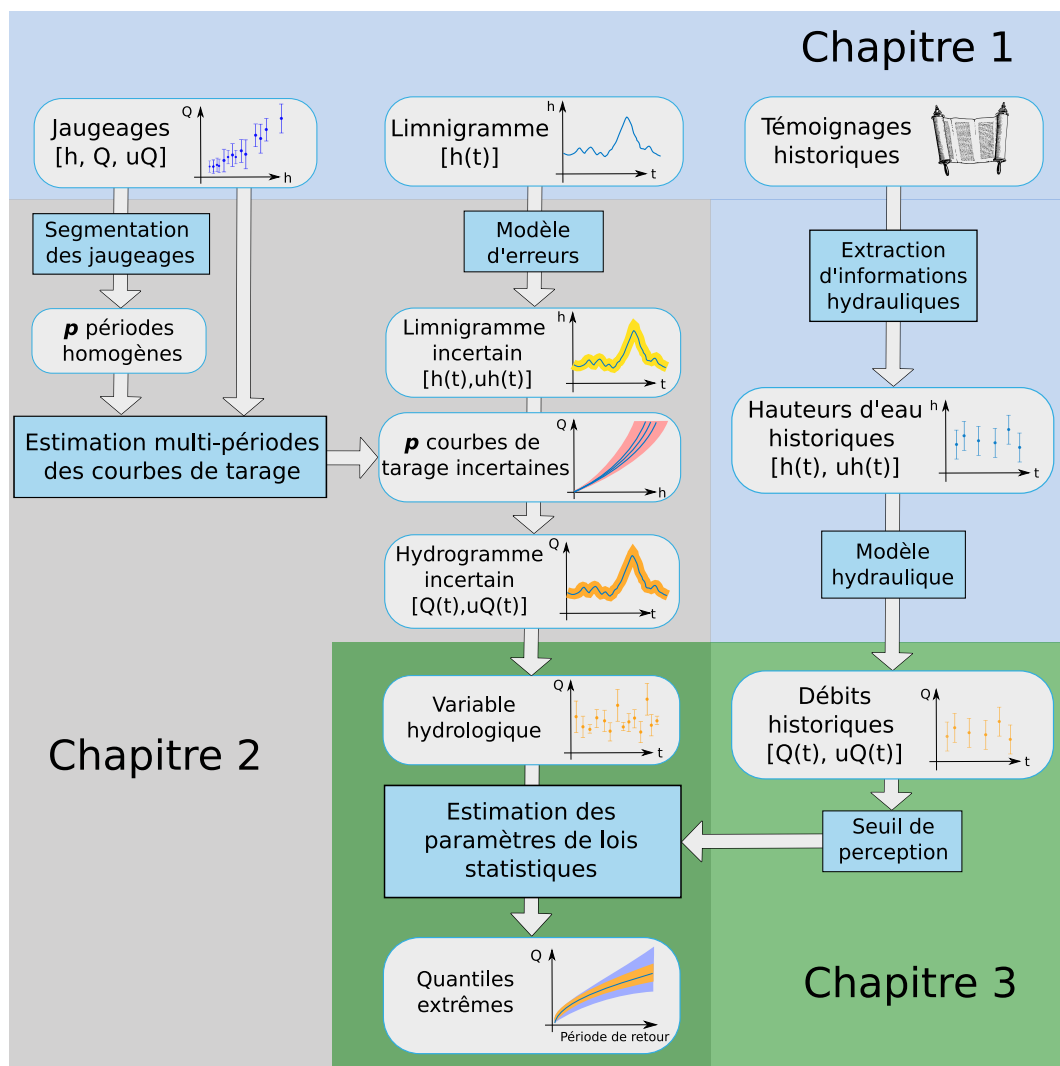 Chapitre 1
Jaugeages
[h, Q, uQ]
Q
h
Limnigramme
[h(t)]
h
t
Témoignages
historiques
Segmentation
des jaugeages
Modèle
d'erreurs
Extraction
d'informations
hydrauliques
p périodes
homogènes
Limnigramme
incertain
[h(t),uh(t)]
h
t
Estimation multi-périodes
des courbes de tarage
p courbes de
tarage incertaines
Q
h
Hauteurs d'eau
historiques
[h(t), uh(t)]
h
t
Hydrogramme
incertain
[Q(t),uQ(t)]
Q
t
Modèle
hydraulique
Chapitre 2
Variable
hydrologique
Q
t
Débits
historiques
[Q(t), uQ(t)]
Q
t
Estimation des
paramètres de lois
statistiques
Seuil de
perception
Quantiles
extrêmes
Q
Période de retour
Chapitre 3